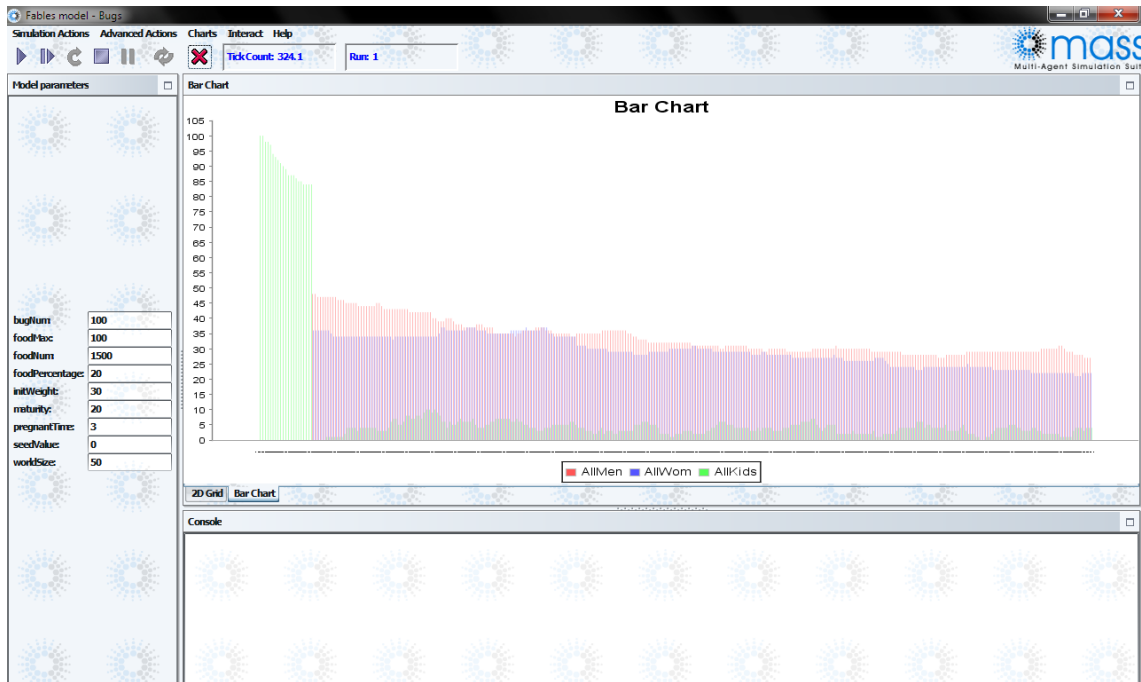 Fables model - Bugs
Simulation Actions Advanced Actions Charts Interact Help
TickCount: 324.1 Run: 1
mass
Multi-Agent Simulation Suit
Model parameters
bugNum: 100
foodMax: 100
foodNum: 1500
foodPercentage: 20
initWeight: 30
maturity: 20
pregnantTime: 3
seedValue: 0
worldSize: 50
Bar Chart
Bar Chart
105
100
95
90
85
80
75
70
65
60
55
50
45
40
35
30
25
20
15
10
5
0
AllMen AllWom AllKids
2D Grid Bar Chart
Console